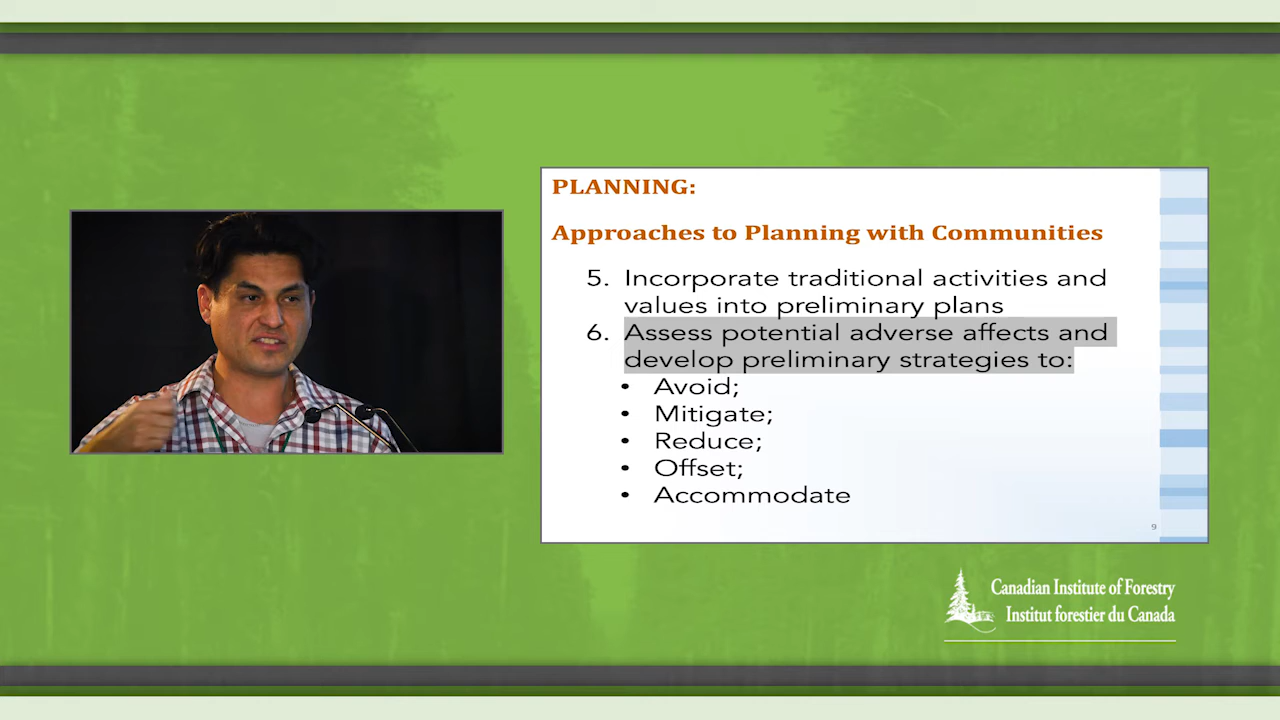 PLANNING:
Approaches to Planning with Communities
5. Incorporate traditional activities and
values into preliminary plans
6. Assess potential adverse affects and
develop preliminary strategies to:
• Avoid;
• Mitigate;
• Reduce;
• Offset;
• Accommodate
9
Canadian Institute of Forestry
Institut forestier du Canada